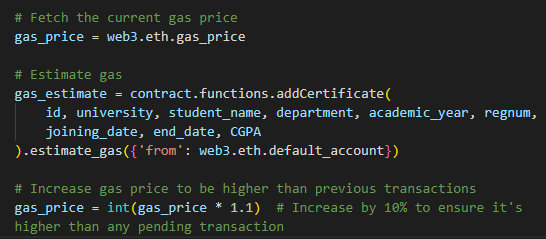 # Fetch the current gas price
gas_price = web3.eth.gas_price
# Estimate gas
gas_estimate = contract.functions.addCertificate(
    id, university, student_name, department, academic_year, regnum,
    joining_date, end_date, CGPA
).estimate_gas({'from': web3.eth.default_account})
# Increase gas price to be higher than previous transactions
gas_price = int(gas_price * 1.1)  # Increase by 10% to ensure it's
higher than any pending transaction